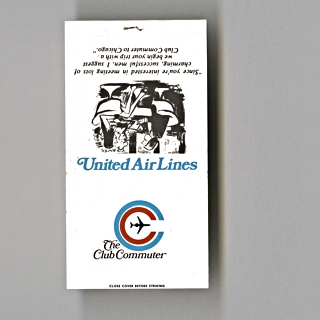 "Since you're interested in meeting lots of
charming, successful men, I suggest
we begin your trip with a
Club Commuter to Chicago."
United Air Lines
The
Club Commuter
CLOSE COVER BEFORE STRIKING